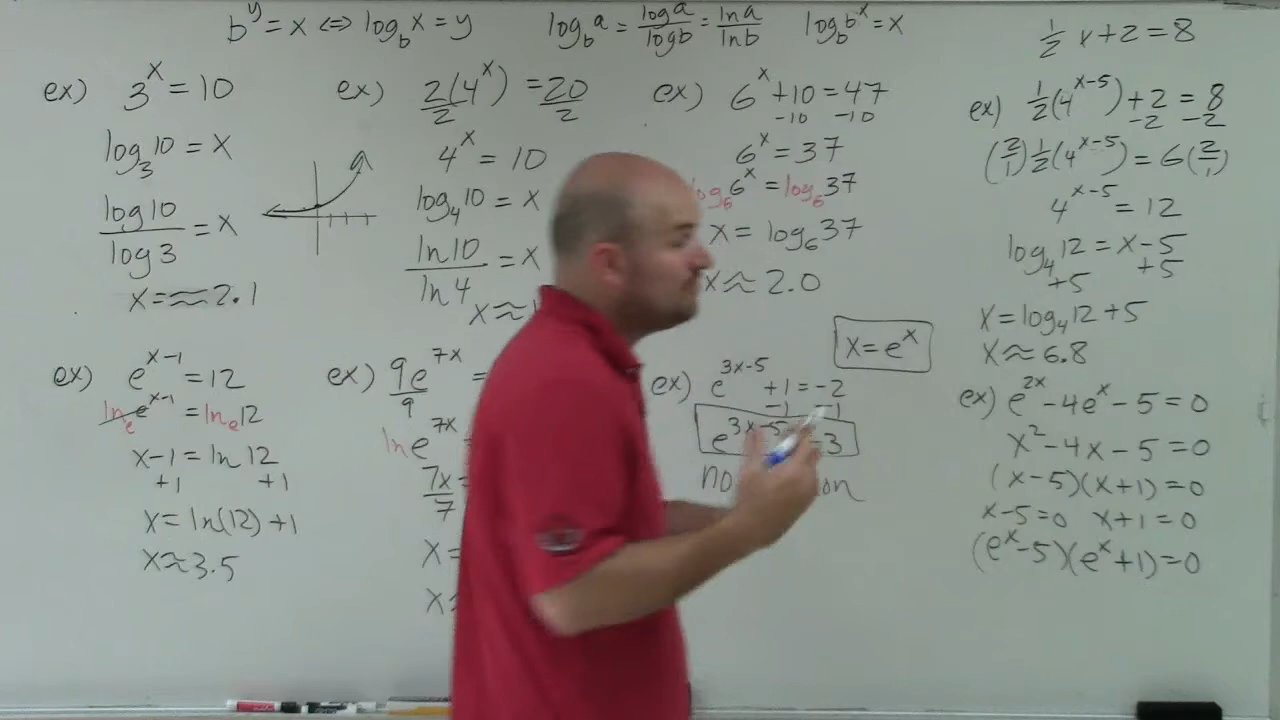 b^y = x ⇔ log_b x = y
log_b a = log a / log b = ln a / ln b
log_b b^x = x
1/2 x + 2 = 8
ex) 3^x = 10
log_3 10 = x
log 10 / log 3 = x
x = ≈ 2.1
ex) 2(4^x)/2 = 20/2
4^x = 10
log_4 10 = x
ln 10 / ln 4 = x
x ≈
ex) 6^x + 10 = 47
-10 -10
6^x = 37
log_6 6^x = log_6 37
x = log_6 37
x ≈ 2.0
ex) 1/2(4^(x-5)) + 2 = 8
-2 -2
(2/1) 1/2(4^(x-5)) = 6(2/1)
4^(x-5) = 12
log_4 12 = x - 5
+5 +5
x = log_4 12 + 5
x ≈ 6.8
ex) e^(x-1) = 12
ln_e e^(x-1) = ln_e 12
x - 1 = ln 12
+1 +1
x = ln(12) + 1
x ≈ 3.5
ex) 9e^(7x)/9 =
ln e^(7x)
7x/7
x =
x ≈
x = e^x
ex) e^(3x-5) + 1 = -2
-1 -1
e^(3x-5) -3
no
ex) e^(2x) - 4e^x - 5 = 0
x^2 - 4x - 5 = 0
(x-5)(x+1) = 0
x-5=0 x+1=0
(e^x-5)(e^x+1)=0